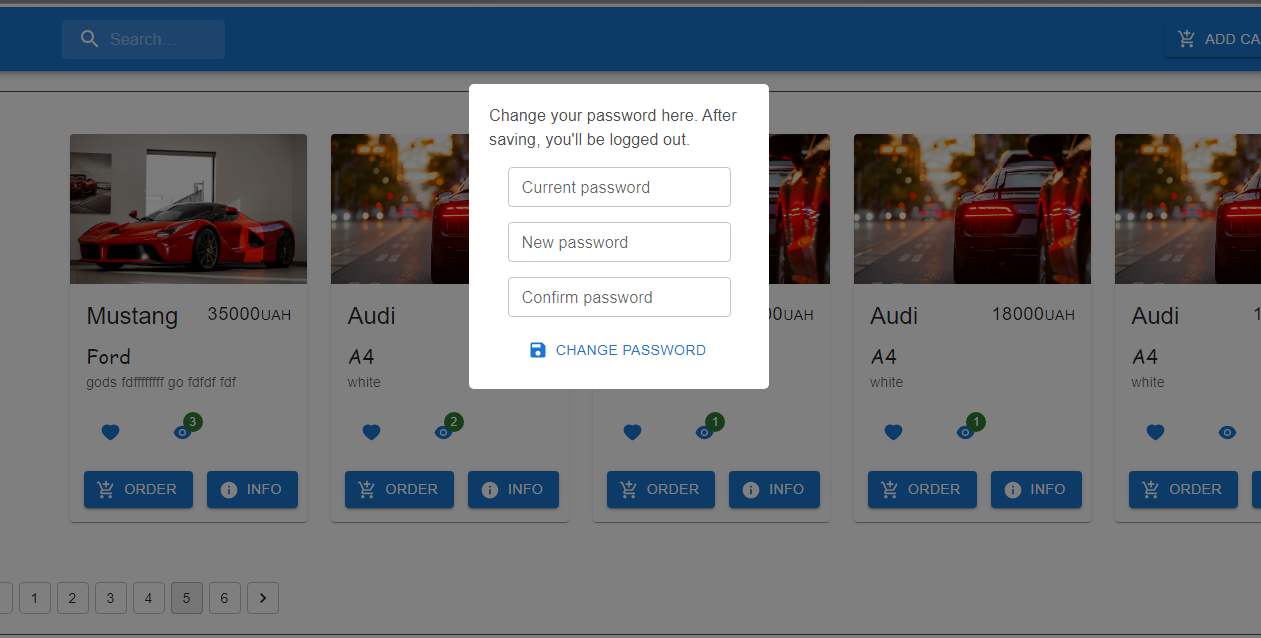 Search...
ADD CA
Change your password here. After
saving, you'll be logged out.
Current password
New password
Confirm password
CHANGE PASSWORD
Mustang 35000UAH
Ford
gods fdffffffff go fdfdf fdf
3
ORDER INFO
Audi
A4
white
2
ORDER INFO
0UAH
1
ORDER INFO
Audi 18000UAH
A4
white
1
ORDER INFO
Audi 1
A4
white
ORDER
1 2 3 4 5 6